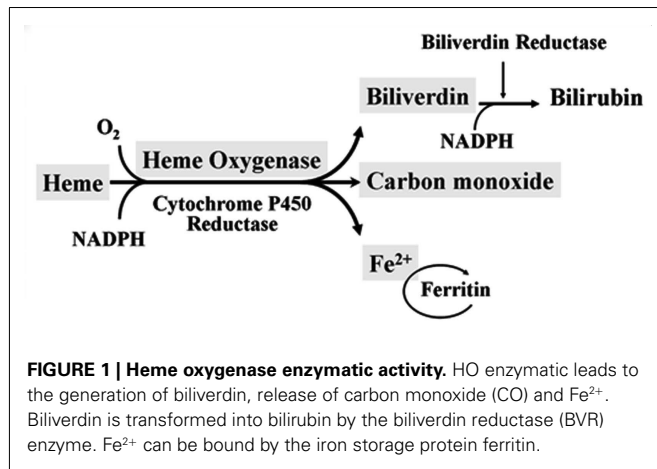 Biliverdin Reductase
Biliverdin
Bilirubin
O₂
NADPH
Heme Oxygenase
Heme
Carbon monoxide
Cytochrome P450
Reductase
NADPH
Fe²⁺
Ferritin
FIGURE 1 | Heme oxygenase enzymatic activity. HO enzymatic leads to
the generation of biliverdin, release of carbon monoxide (CO) and Fe²⁺.
Biliverdin is transformed into bilirubin by the biliverdin reductase (BVR)
enzyme. Fe²⁺ can be bound by the iron storage protein ferritin.